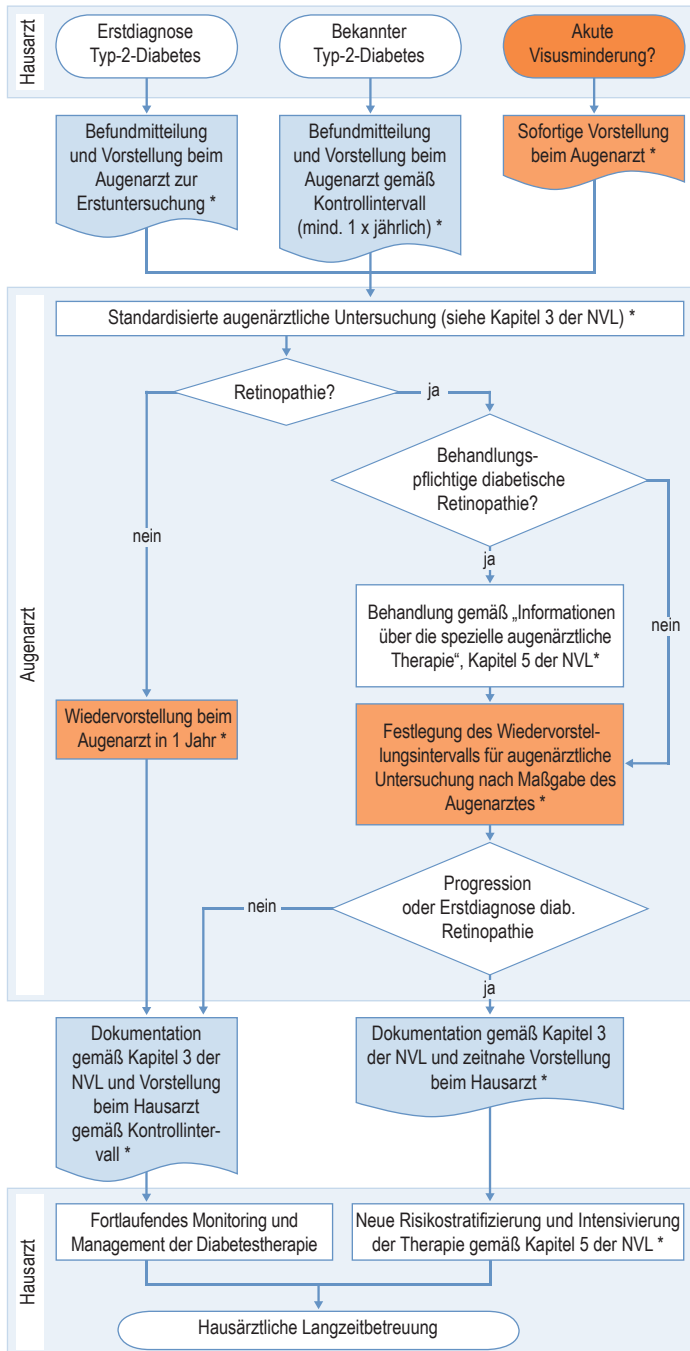 Hausarzt
Erstdiagnose
Typ-2-Diabetes
Bekannter
Typ-2-Diabetes
Akute
Visusminderung?
Befundmitteilung
und Vorstellung beim
Augenarzt zur
Erstuntersuchung *
Befundmitteilung
und Vorstellung beim
Augenarzt gemäß
Kontrollintervall
(mind. 1 x jährlich) *
Sofortige Vorstellung
beim Augenarzt *
Augenarzt
Standardisierte augenärztliche Untersuchung (siehe Kapitel 3 der NVL) *
Retinopathie?
ja
Behandlungs-
pflichtige diabetische
Retinopathie?
nein
ja
nein
Behandlung gemäß „Informationen
über die spezielle augenärztliche
Therapie“, Kapitel 5 der NVL*
Wiedervorstellung beim
Augenarzt in 1 Jahr *
Festlegung des Wiedervorstel-
lungsintervalls für augenärztliche
Untersuchung nach Maßgabe des
Augenarztes *
Progression
oder Erstdiagnose diab.
Retinopathie
nein
ja
Dokumentation
gemäß Kapitel 3 der
NVL und Vorstellung
beim Hausarzt
gemäß Kontrollinter-
vall *
Dokumentation gemäß Kapitel 3
der NVL und zeitnahe Vorstellung
beim Hausarzt *
Hausarzt
Fortlaufendes Monitoring und
Management der Diabetestherapie
Neue Risikostratifizierung und Intensivierung
der Therapie gemäß Kapitel 5 der NVL *
Hausärztliche Langzeitbetreuung